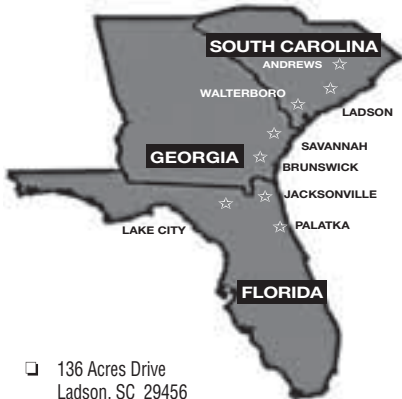 SOUTH CAROLINA
ANDREWS
WALTERBORO
LADSON
SAVANNAH
GEORGIA
BRUNSWICK
JACKSONVILLE
LAKE CITY
PALATKA
FLORIDA
❏ 136 Acres Drive
Ladson, SC 29456